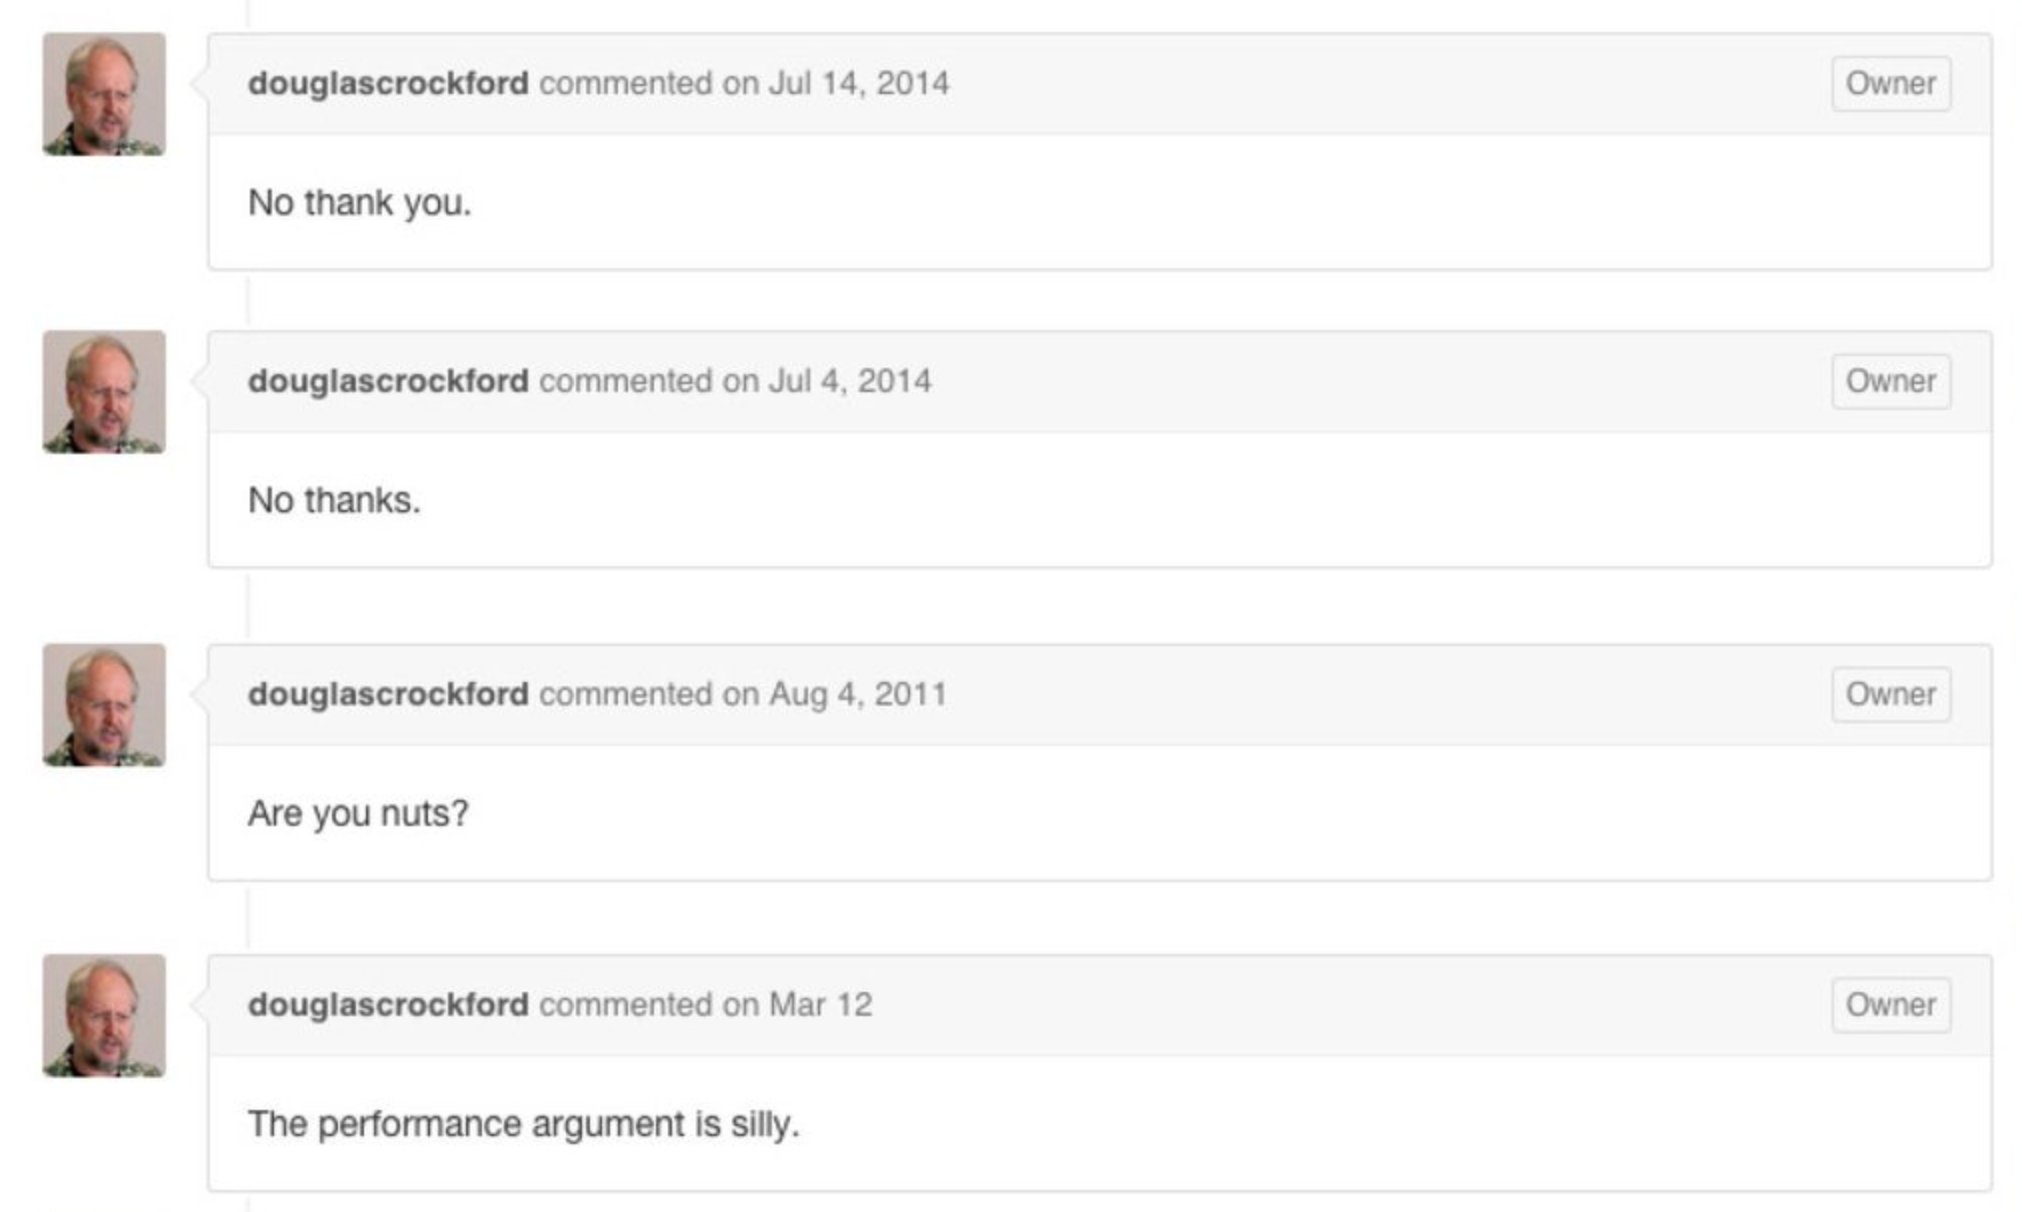 douglascrockford commented on Jul 14, 2014 Owner
No thank you.
douglascrockford commented on Jul 4, 2014 Owner
No thanks.
douglascrockford commented on Aug 4, 2011 Owner
Are you nuts?
douglascrockford commented on Mar 12 Owner
The performance argument is silly.